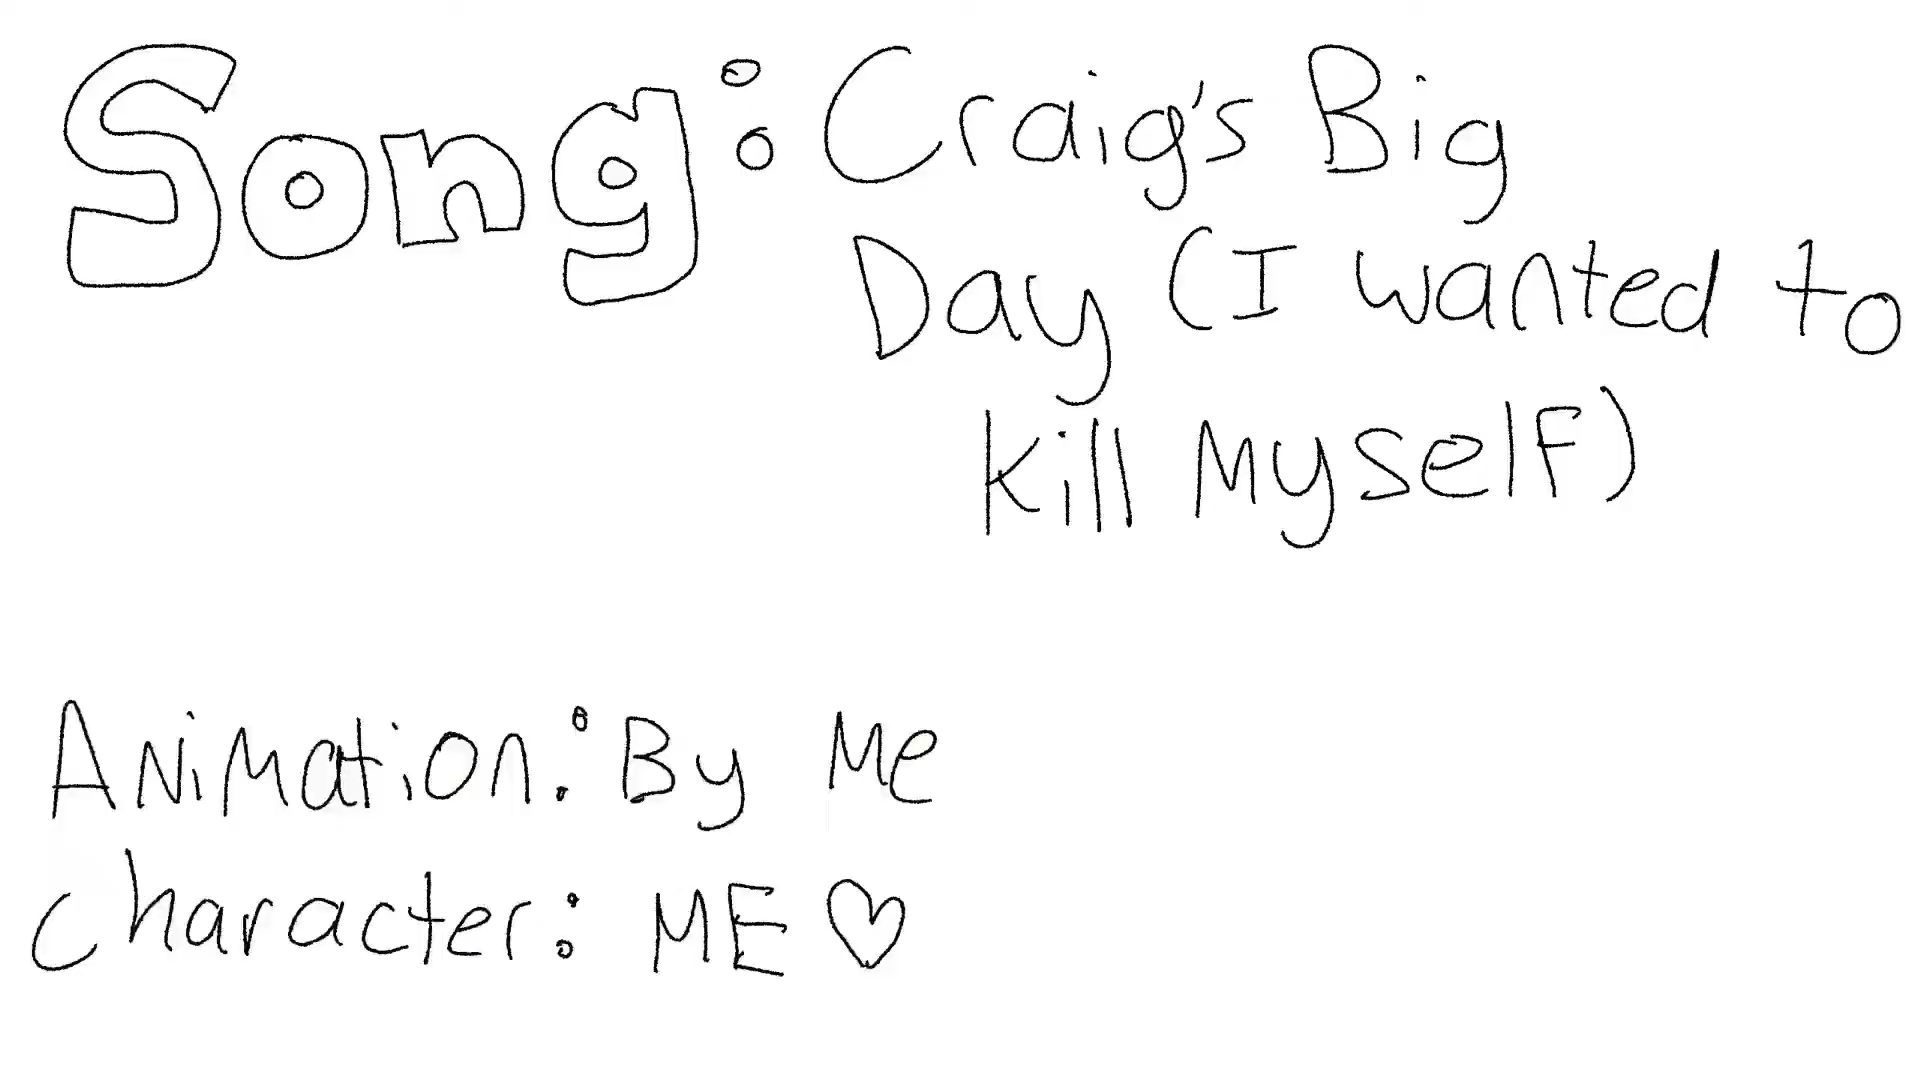 Song: Craig's Big
Day (I wanted to
kill Myself)
Animation: By Me
Character: ME ♡